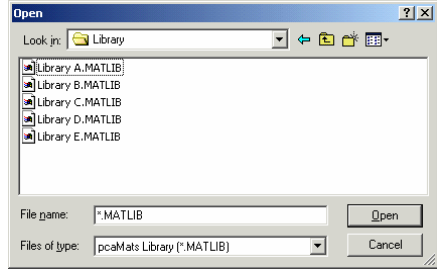 Open
Look in: Library
Library A.MATLIB
Library B.MATLIB
Library C.MATLIB
Library D.MATLIB
Library E.MATLIB
File name: *.MATLIB Open
Files of type: pcaMats Library (*.MATLIB) Cancel